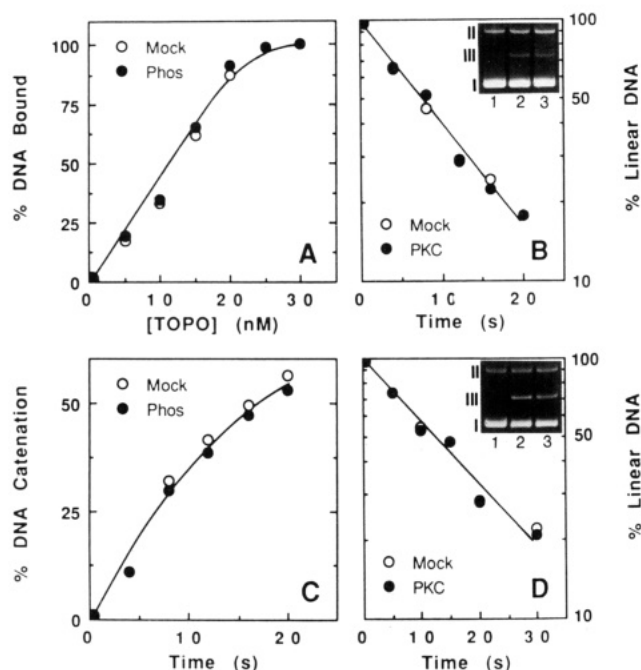 % DNA Bound
100
75
50
25
0
Mock
Phos
A
0 10 20 30
[TOPO] (nM)
II
III
I
1 2 3
Mock
PKC
B
100
50
10
% Linear DNA
0 10 20
Time (s)
% DNA Catenation
50
25
0
Mock
Phos
C
0 10 20
Time (s)
II
III
I
1 2 3
Mock
PKC
D
100
50
10
% Linear DNA
0 10 20 30
Time (s)